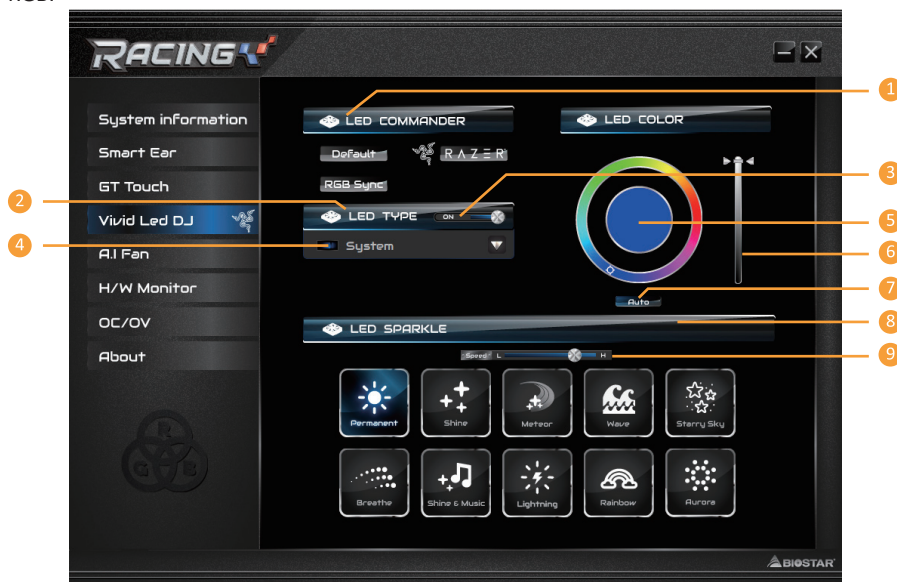 RACING
System information
Smart Ear
GT Touch
Vivid Led DJ
A.I Fan
H/W Monitor
OC/OV
About
R
G B
LED COMMANDER
Default RAZER
RGB Sync
LED TYPE ON
System
LED COLOR
Auto
LED SPARKLE
Speed L H
Permanent Shine Meteor Wave Starry Sky
Breathe Shine & Music Lightning Rainbow Aurora
BIOSTAR
1
2
3
4
5
6
7
8
9